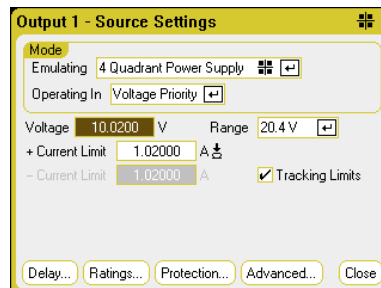 Output 1 - Source Settings
Mode
Emulating 4 Quadrant Power Supply
Operating In Voltage Priority
Voltage 10.0200 V Range 20.4 V
+ Current Limit 1.02000 A
- Current Limit 1.02000 A Tracking Limits
Delay... Ratings... Protection... Advanced... Close